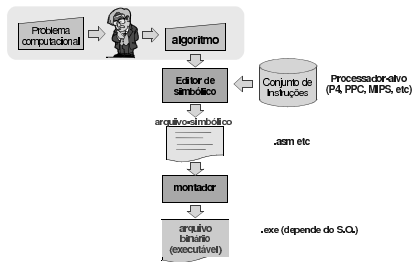 Problema
computacional
algoritmo
Editor de
simbólico
Conjunto de
Instruções
Processador-alvo
(P4, PPC, MIPS, etc)
arquivo-simbólico
.asm etc
montador
arquivo
binário
(executável)
.exe (depende do S.O.)